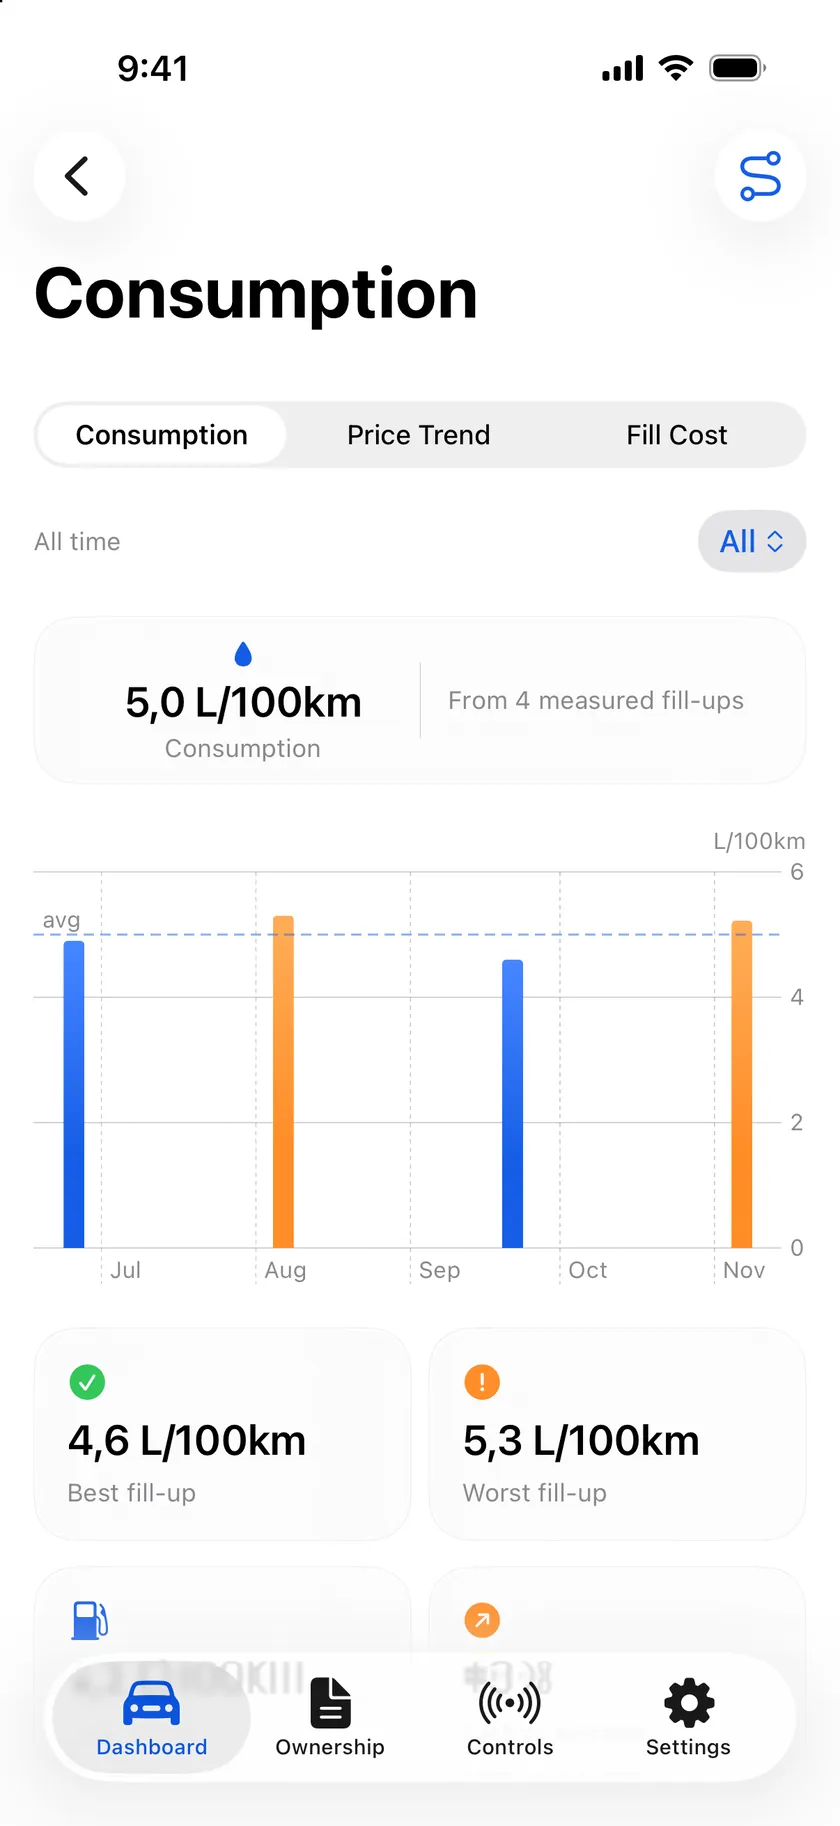 9:41
Consumption
Consumption Price Trend Fill Cost
All time All
5,0 L/100km
Consumption
From 4 measured fill-ups
L/100km
6
avg
4
2
0
Jul Aug Sep Oct Nov
4,6 L/100km
Best fill-up
5,3 L/100km
Worst fill-up
Dashboard Ownership Controls Settings